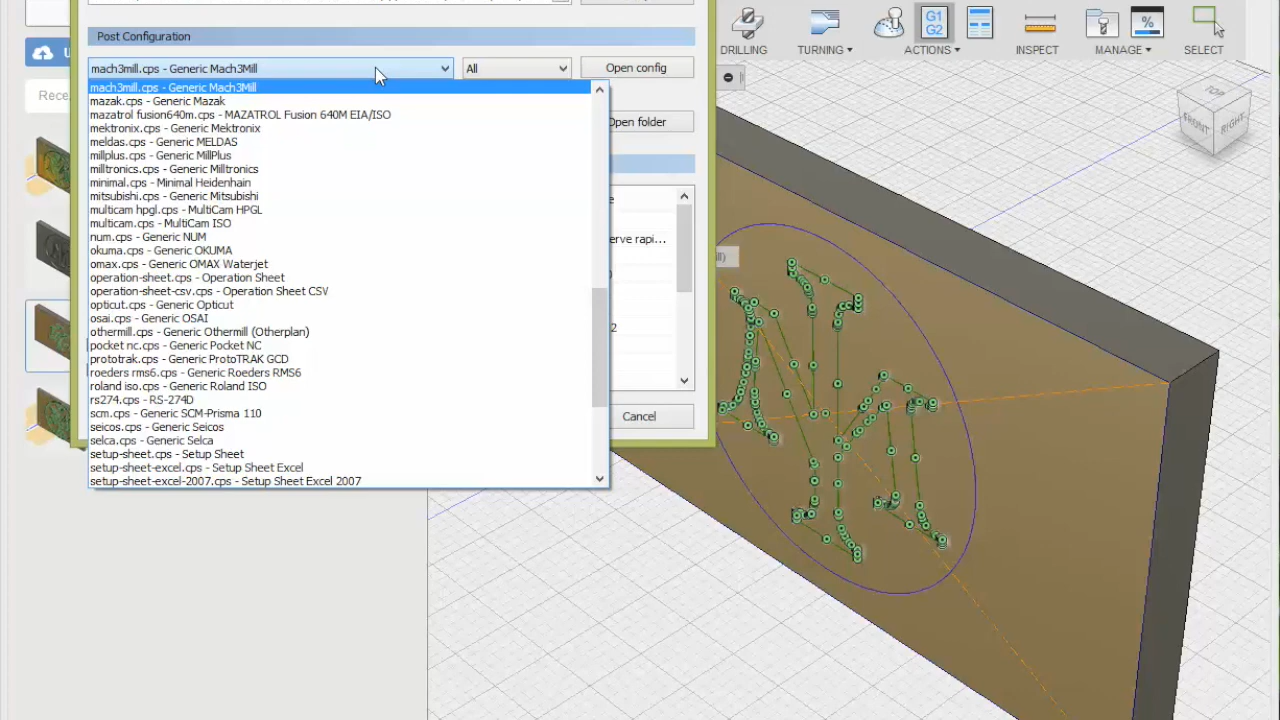 Post Configuration
mach3mill.cps - Generic Mach3Mill
All
Open config
mach3mill.cps - Generic Mach3Mill
mazak.cps - Generic Mazak
mazatrol fusion640m.cps - MAZATROL Fusion 640M EIA/ISO
mektronix.cps - Generic Mektronix
meldas.cps - Generic MELDAS
millplus.cps - Generic MillPlus
milltronics.cps - Generic Milltronics
minimal.cps - Minimal Heidenhain
mitsubishi.cps - Generic Mitsubishi
multicam hpgl.cps - MultiCam HPGL
multicam.cps - MultiCam ISO
num.cps - Generic NUM
okuma.cps - Generic OKUMA
omax.cps - Generic OMAX Waterjet
operation-sheet.cps - Operation Sheet
operation-sheet-csv.cps - Operation Sheet CSV
opticut.cps - Generic Opticut
osai.cps - Generic OSAI
othermill.cps - Generic Othermill (Otherplan)
pocket nc.cps - Generic Pocket NC
prototrak.cps - Generic ProtoTRAK GCD
roeders rms6.cps - Generic Roeders RMS6
roland iso.cps - Generic Roland ISO
rs274.cps - RS-274D
scm.cps - Generic SCM-Prisma 110
seicos.cps - Generic Seicos
selca.cps - Generic Selca
setup-sheet.cps - Setup Sheet
setup-sheet-excel.cps - Setup Sheet Excel
setup-sheet-excel-2007.cps - Setup Sheet Excel 2007
Open folder
erve rapi...
2
Cancel
U
Rece
DRILLING
TURNING
G1
G2
ACTIONS
INSPECT
%
MANAGE
SELECT
TOP
FRONT
RIGHT